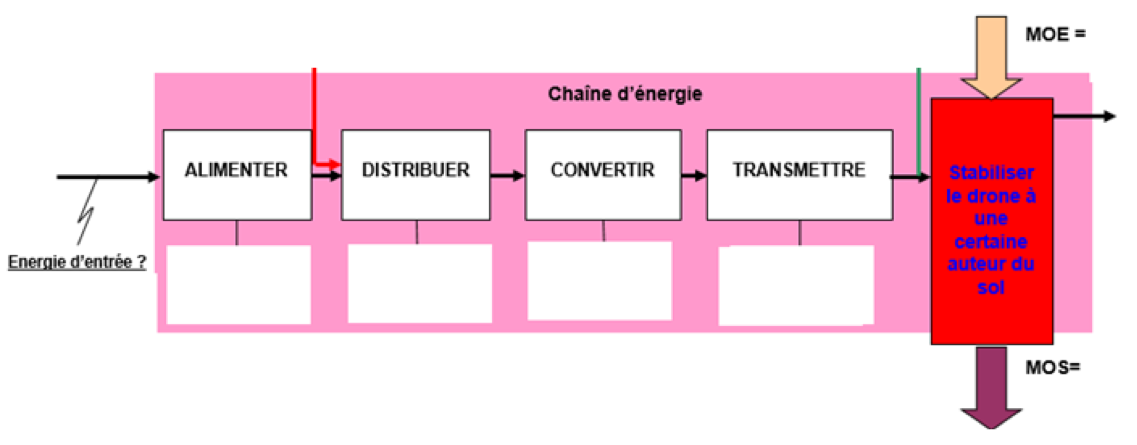 MOE =
Chaîne d'énergie
ALIMENTER
DISTRIBUER
CONVERTIR
TRANSMETTRE
Stabiliser
le drone à
une
certaine
auteur du
sol
Energie d'entrée ?
MOS=